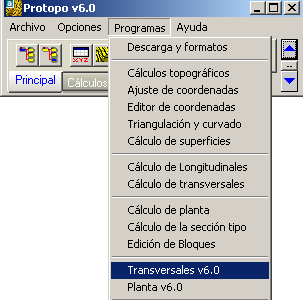 Protopo v6.0
Archivo Opciones Programas Ayuda
Descarga y formatos
XYZ
Principal Cálculos
Cálculos topográficos
Ajuste de coordenadas
Editor de coordenadas
Triangulación y curvado
Cálculo de superficies
Cálculo de Longitudinales
Cálculo de transversales
Cálculo de planta
Cálculo de la sección tipo
Edición de Bloques
Transversales v6.0
Planta v6.0